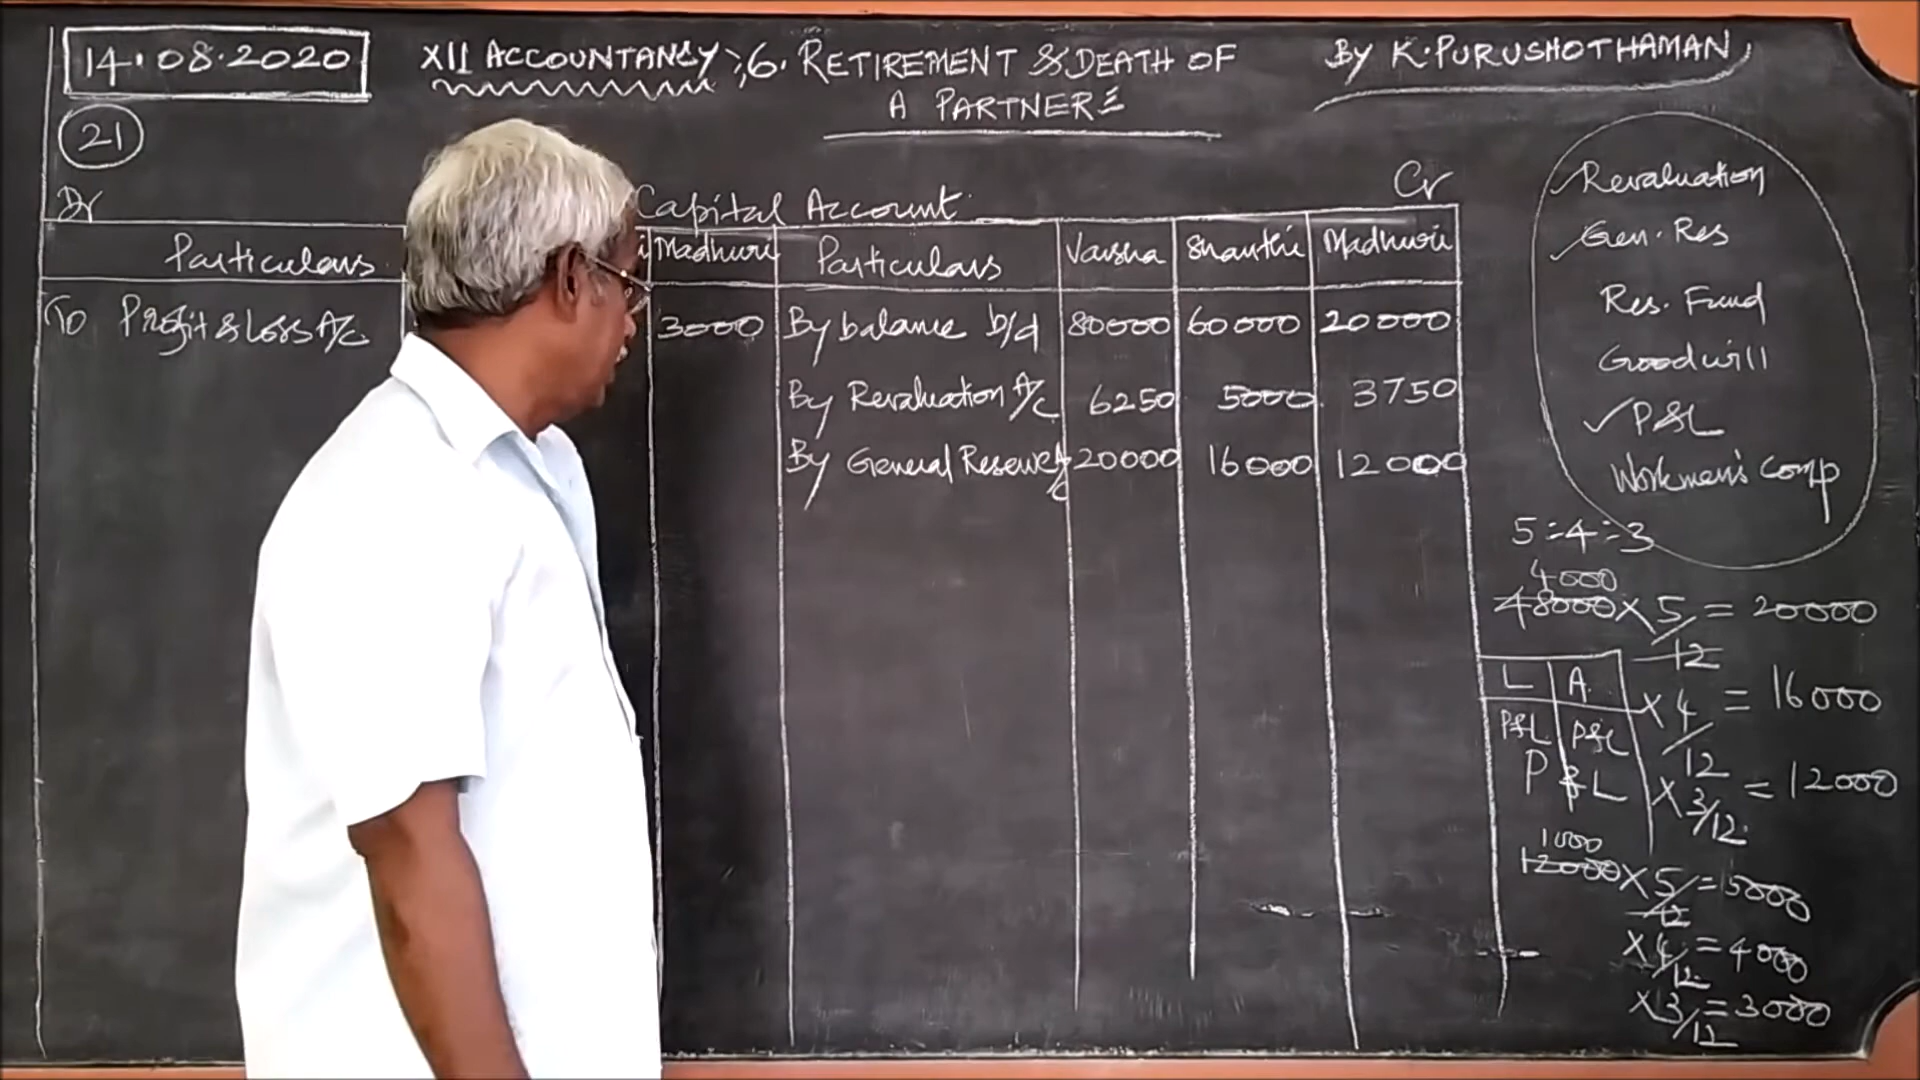 14.08.2020
XII ACCOUNTANCY : 6. RETIREMENT & DEATH OF
A PARTNER
BY K.PURUSHOTHAMAN
21
Dr
Capital Account
Cr
Particulars
i Madhuri Particulars Varsha Shanthi Madhuri
To Profit & Loss A/c 3000 By balance b/d 80000 60000 20000
By Revaluation A/c 6250 5000 3750
By General Reserve A/c 20000 16000 12000
Revaluation
Gen. Res
Res. Fund
Goodwill
P&L
Workmen's Comp
5:4:3
4000
48000 × 5/12 = 20000
L A
× 4/12 = 16000
P&L P&L
P & L × 3/12 = 12000
1000
12000 × 5/12 = 5000
× 4/12 = 4000
× 3/12 = 3000